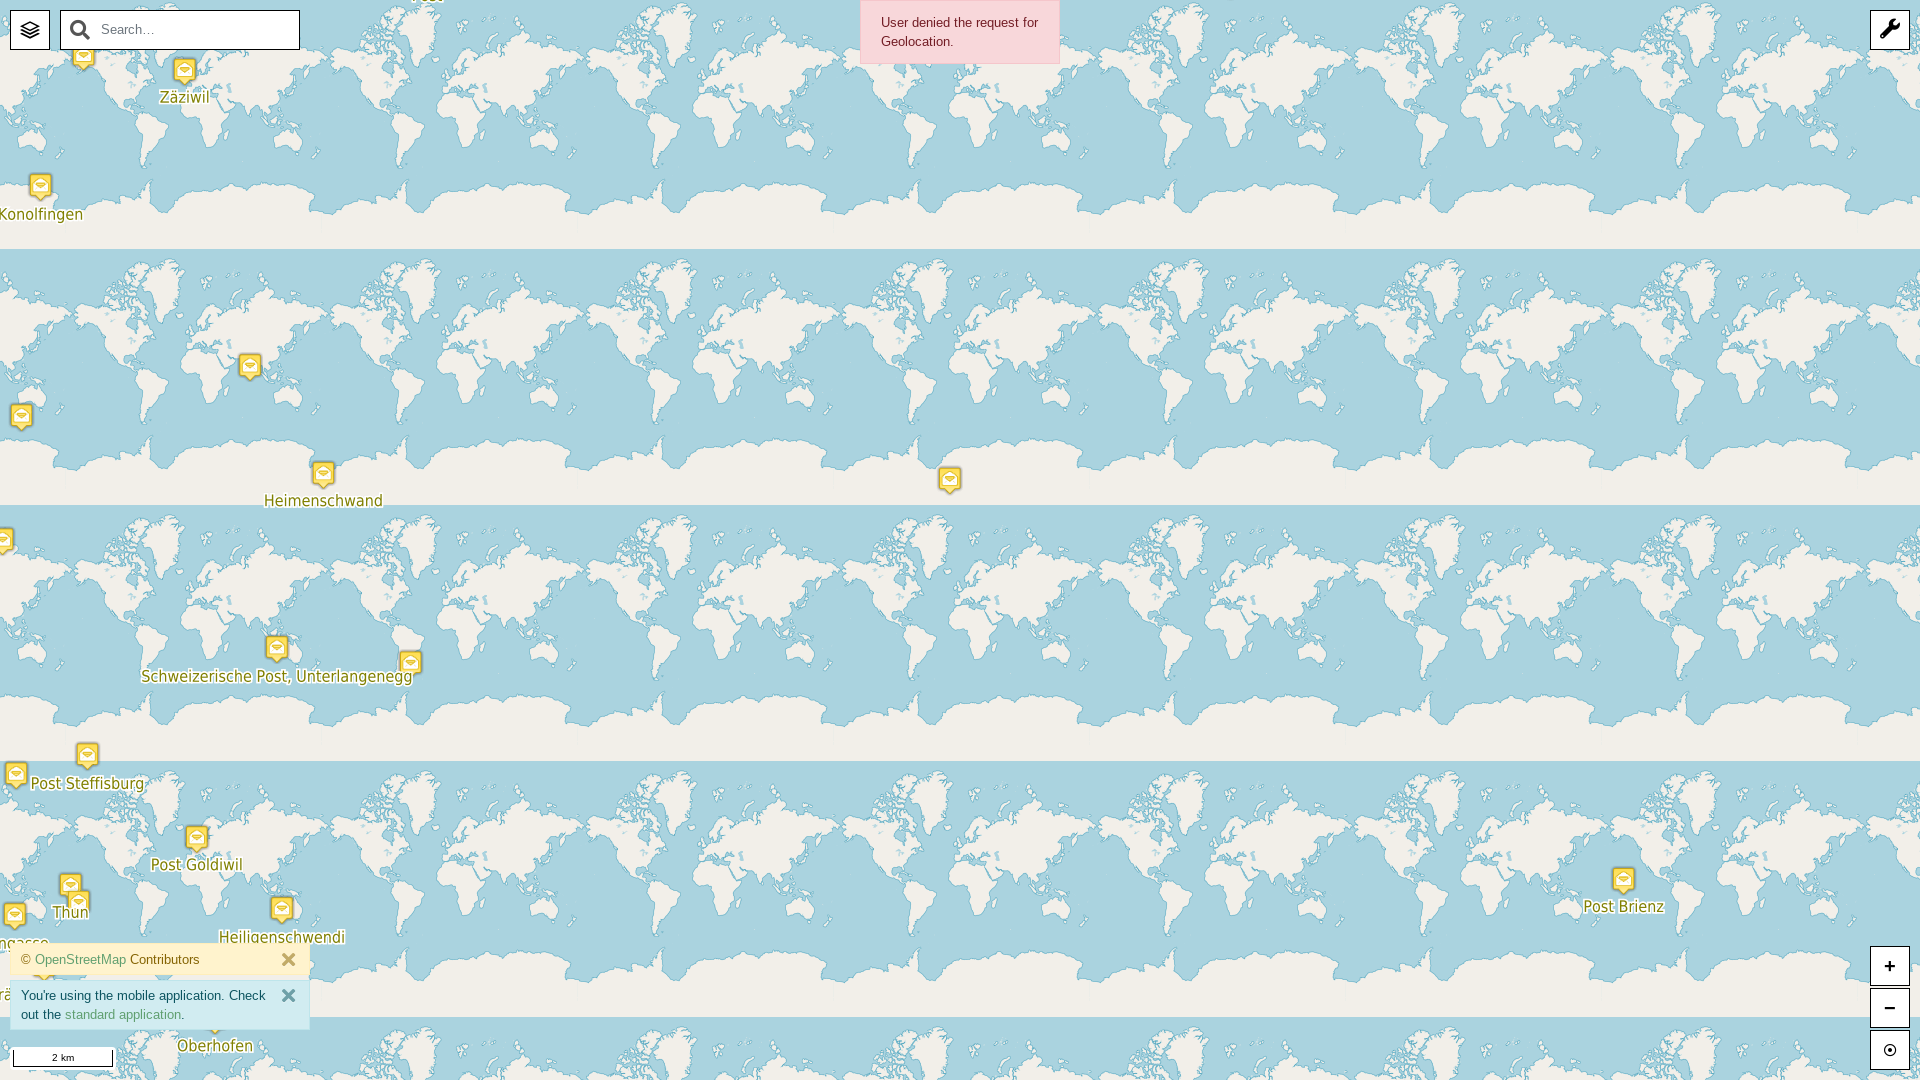 Search…
User denied the request for
Geolocation.
Zäziwil
Konolfingen
Heimenschwand
Schweizerische Post, Unterlangenegg
Post Steffisburg
Post Goldiwil
Thun
Post Brienz
Heiligenschwendi
© OpenStreetMap Contributors
You're using the mobile application. Check
out the standard application.
Oberhofen
2 km